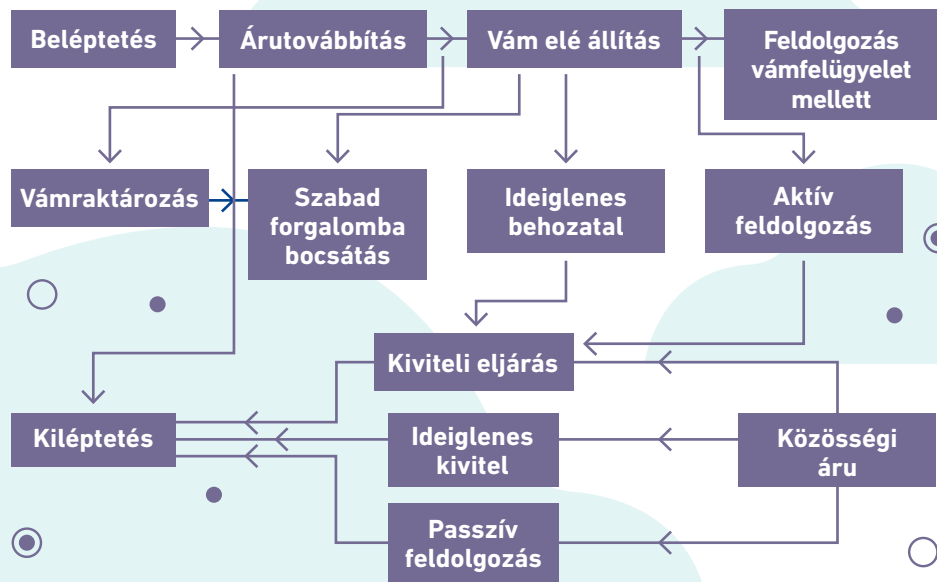 Beléptetés
Árutovábbítás
Vám elé állítás
Feldolgozás
vámfelügyelet
mellett
Vámraktározás
Szabad
forgalomba
bocsátás
Ideiglenes
behozatal
Aktív
feldolgozás
Kiviteli eljárás
Kiléptetés
Ideiglenes
kivitel
Közösségi
áru
Passzív
feldolgozás